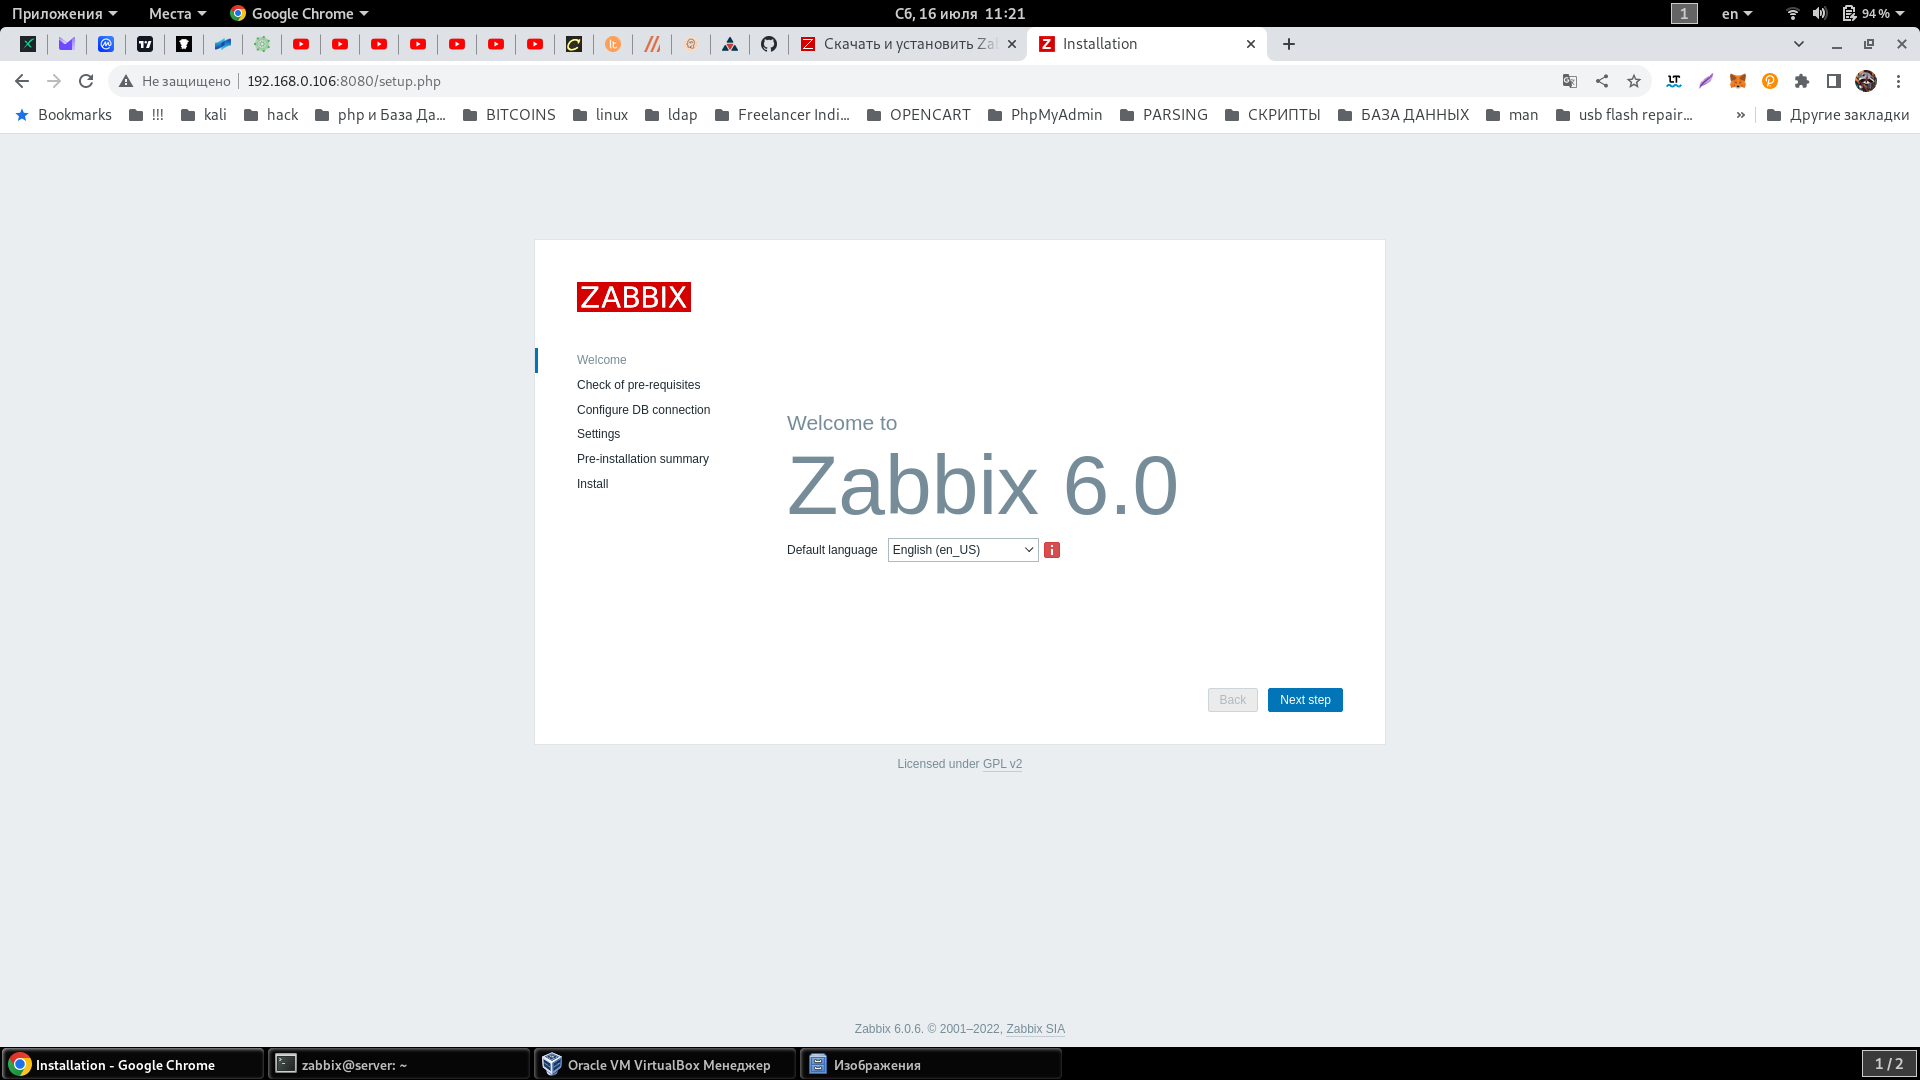 Приложения Места Google Chrome Сб, 16 июля 11:21 1 en 94 %
Скачать и установить Zab Installation
Не защищено 192.168.0.106:8080/setup.php
Bookmarks !!! kali hack php и База Да... BITCOINS linux ldap Freelancer Indi... OPENCART PhpMyAdmin PARSING СКРИПТЫ БАЗА ДАННЫХ man usb flash repair... » Другие закладки
ZABBIX
Welcome
Check of pre-requisites
Configure DB connection
Settings
Pre-installation summary
Install
Welcome to
Zabbix 6.0
Default language English (en_US)
Back Next step
Licensed under GPL v2
Zabbix 6.0.6. © 2001–2022, Zabbix SIA
Installation - Google Chrome zabbix@server: ~ Oracle VM VirtualBox Менеджер Изображения 1 / 2